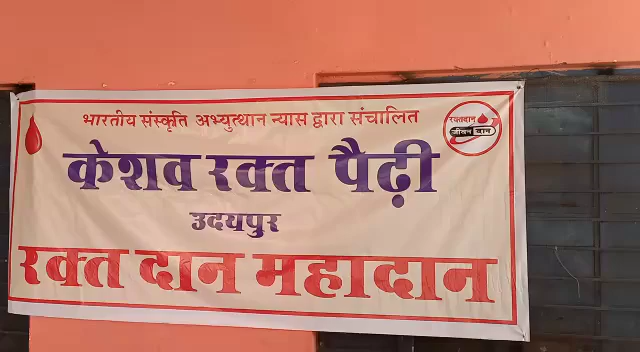 भारतीय संस्कृति अभ्युत्थान न्यास द्वारा संचालित
रक्तदान
जीवन दान
केशव रक्त पैढ़ी
उदयपुर
रक्त दान महादान